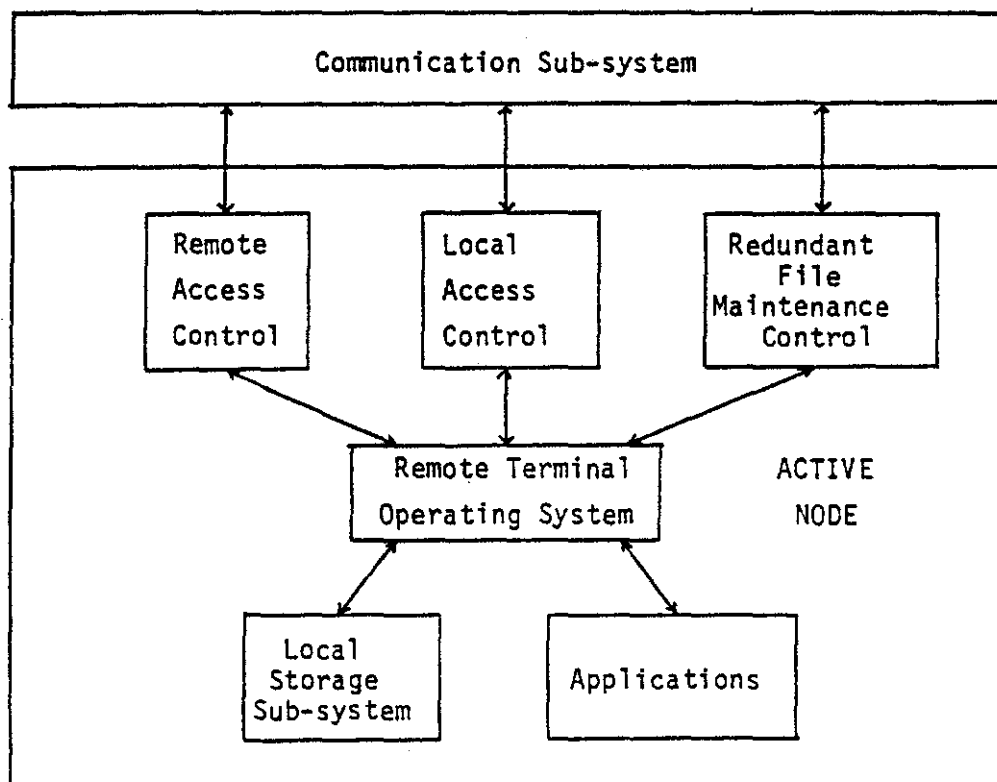 Communication Sub-system
Remote
Access
Control
Local
Access
Control
Redundant
File
Maintenance
Control
Remote Terminal
Operating System
ACTIVE
NODE
Local
Storage
Sub-system
Applications